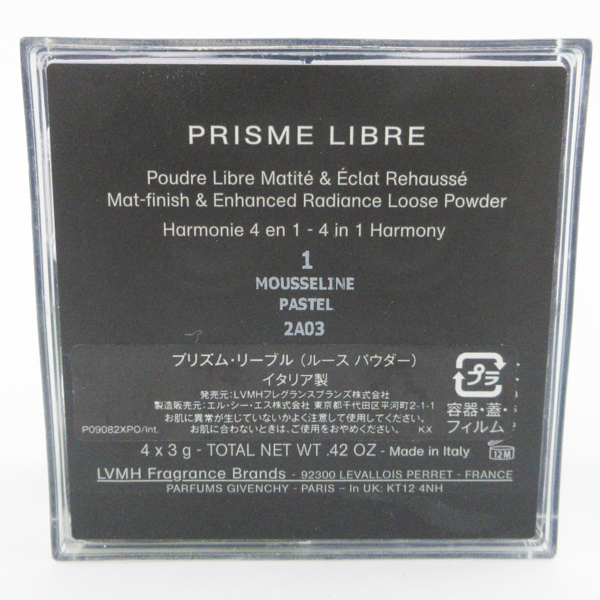 PRISME LIBRE
Poudre Libre Matité & Éclat Rehaussé
Mat-finish & Enhanced Radiance Loose Powder
Harmonie 4 en 1 - 4 in 1 Harmony
1
MOUSSELINE
PASTEL
2A03
プリズム・リーブル（ルース パウダー）
イタリア製
発売元：LVMHフレグランスブランズ株式会社
製造販売元：エル・シー・エス株式会社 東京都千代田区平河町2-1-1
お肌に異常が生じていないかよく注意して使用してください。
お肌に合わないときは、ご使用をおやめください。
P09082XPO/Int.
KX
プラ
容器・蓋・
フィルム
4 x 3 g - TOTAL NET WT .42 OZ - Made in Italy
12M
LVMH Fragrance Brands - 92300 LEVALLOIS PERRET - FRANCE
PARFUMS GIVENCHY - PARIS – In UK: KT12 4NH